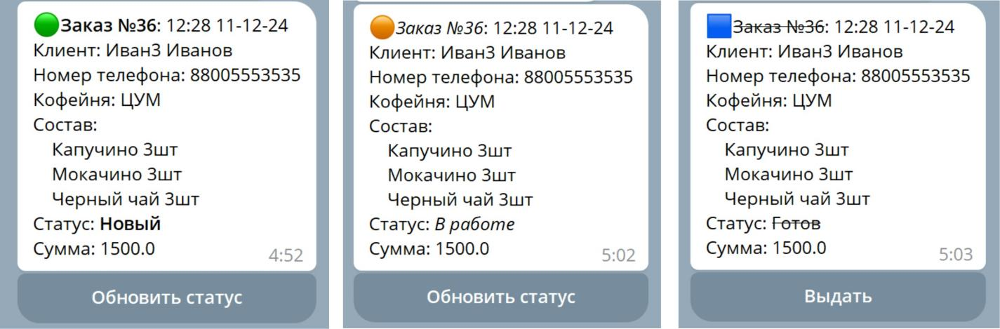 Заказ №36: 12:28 11-12-24
Клиент: Иван3 Иванов
Номер телефона: 88005553535
Кофейня: ЦУМ
Состав:
Капучино 3шт
Мокачино 3шт
Черный чай 3шт
Статус: Новый
Сумма: 1500.0
4:52
Обновить статус
Заказ №36: 12:28 11-12-24
Клиент: Иван3 Иванов
Номер телефона: 88005553535
Кофейня: ЦУМ
Состав:
Капучино 3шт
Мокачино 3шт
Черный чай 3шт
Статус: В работе
Сумма: 1500.0
5:02
Обновить статус
Заказ №36: 12:28 11-12-24
Клиент: Иван3 Иванов
Номер телефона: 88005553535
Кофейня: ЦУМ
Состав:
Капучино 3шт
Мокачино 3шт
Черный чай 3шт
Статус: Готов
Сумма: 1500.0
5:03
Выдать